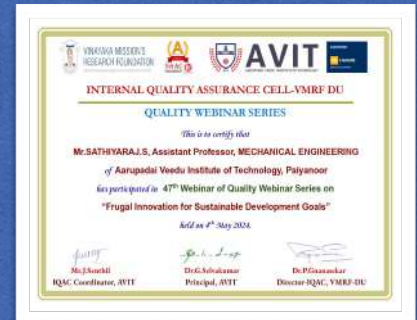 VINAYAKA MISSION'S
RESEARCH FOUNDATION
AVIT
INTERNAL QUALITY ASSURANCE CELL-VMRF DU
QUALITY WEBINAR SERIES
This is to certify that
Mr.SATHIYARAJ.S, Assistant Professor, MECHANICAL ENGINEERING
of Aarupadai Veedu Institute of Technology, Paiyanoor
has participated in 47th Webinar of Quality Webinar Series on
"Frugal Innovation for Sustainable Development Goals"
held on 4th May 2024.
Mr.J.Senthil Dr.G.Selvakumar Dr.P.Gnanasekar
IQAC Coordinator, AVIT Principal, AVIT Director-IQAC, VMRF-DU